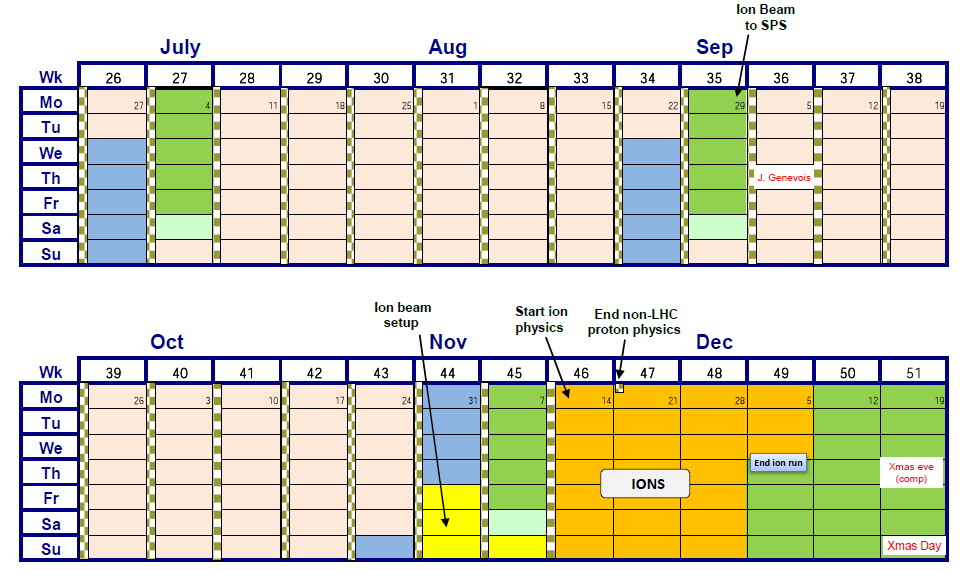 Ion Beam
to SPS
July Aug Sep
Wk 26 27 28 29 30 31 32 33 34 35 36 37 38
Mo 27 4 11 18 25 1 8 15 22 29 5 12 19
Tu
We
Th J. Genevois
Fr
Sa
Su
Ion beam
setup
Start ion
physics
End non-LHC
proton physics
Oct Nov Dec
Wk 39 40 41 42 43 44 45 46 47 48 49 50 51
Mo 26 3 10 17 24 31 7 14 21 28 5 12 19
Tu
We
Th End ion run Xmas eve
(comp)
IONS
Fr
Sa
Su Xmas Day